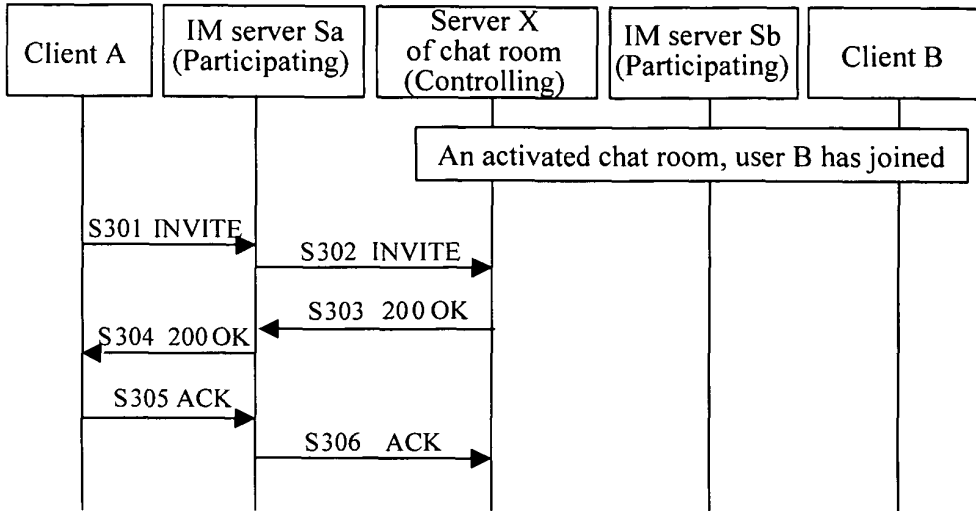 Client A
IM server Sa
(Participating)
Server X
of chat room
(Controlling)
IM server Sb
(Participating)
Client B
An activated chat room, user B has joined
S301 INVITE
S302 INVITE
S303 200 OK
S304 200 OK
S305 ACK
S306 ACK